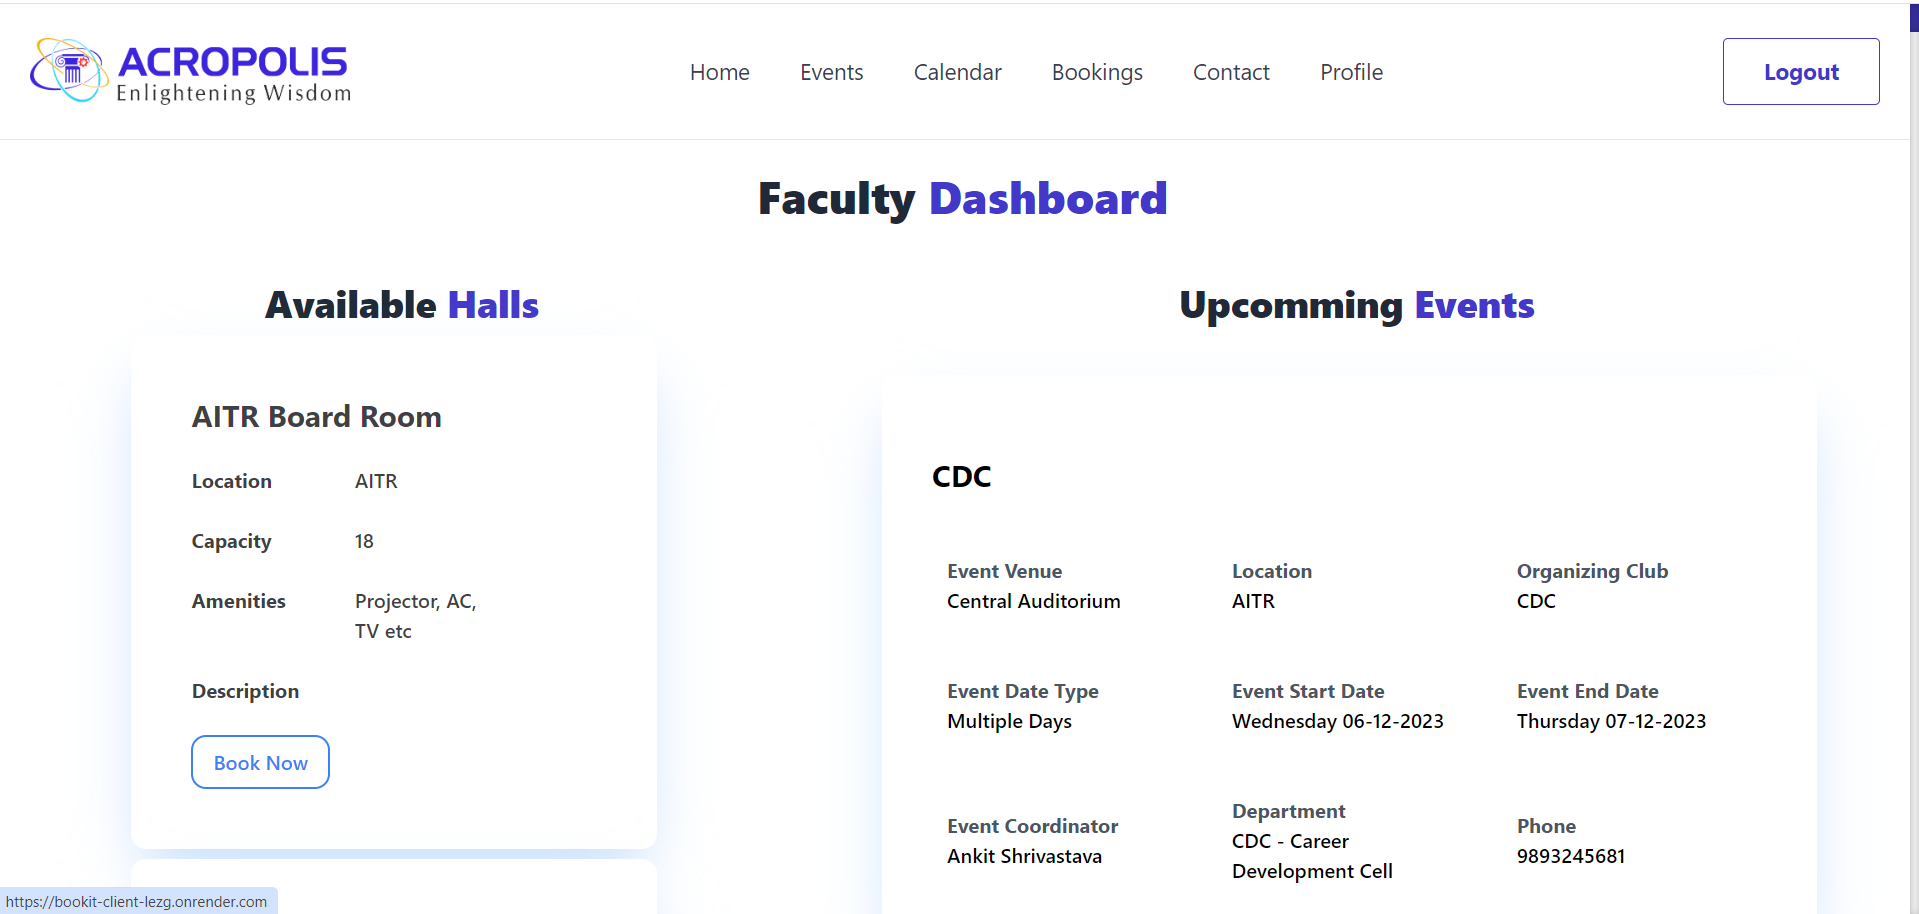 ACROPOLIS
Enlightening Wisdom
Home Events Calendar Bookings Contact Profile
Logout
Faculty Dashboard
Available Halls
AITR Board Room
Location AITR
Capacity 18
Amenities Projector, AC,
TV etc
Description
Book Now
Upcomming Events
CDC
Event Venue Location Organizing Club
Central Auditorium AITR CDC
Event Date Type Event Start Date Event End Date
Multiple Days Wednesday 06-12-2023 Thursday 07-12-2023
Event Coordinator
Ankit Shrivastava
Department
CDC - Career
Development Cell
Phone
9893245681
https://bookit-client-lezg.onrender.com